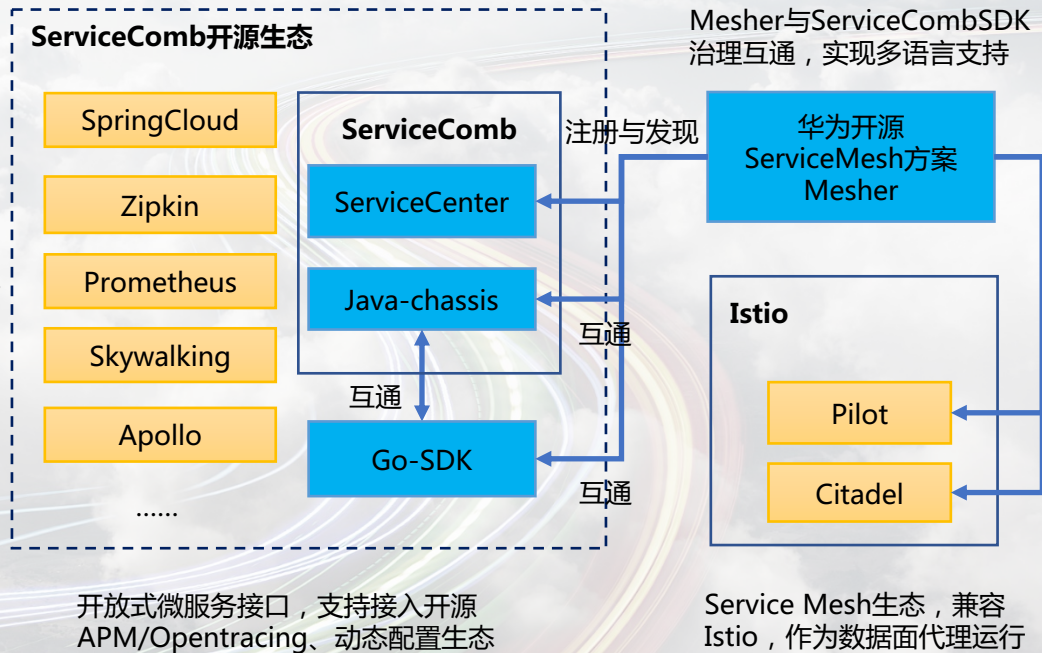 ServiceComb开源生态
SpringCloud
Zipkin
Prometheus
Skywalking
Apollo
......
ServiceComb
ServiceCenter
Java-chassis
互通
Go-SDK
注册与发现
互通
互通
Mesher与ServiceCombSDK
治理互通，实现多语言支持
华为开源
ServiceMesh方案
Mesher
Istio
Pilot
Citadel
开放式微服务接口，支持接入开源
APM/Opentracing、动态配置生态
Service Mesh生态，兼容
Istio，作为数据面代理运行